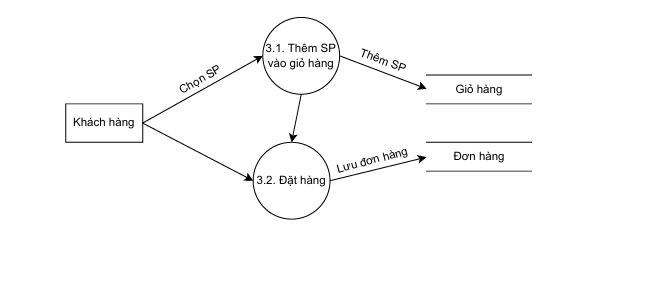 3.1. Thêm SP
vào giỏ hàng
Chọn SP
Thêm SP
Giỏ hàng
Khách hàng
Đơn hàng
Lưu đơn hàng
3.2. Đặt hàng